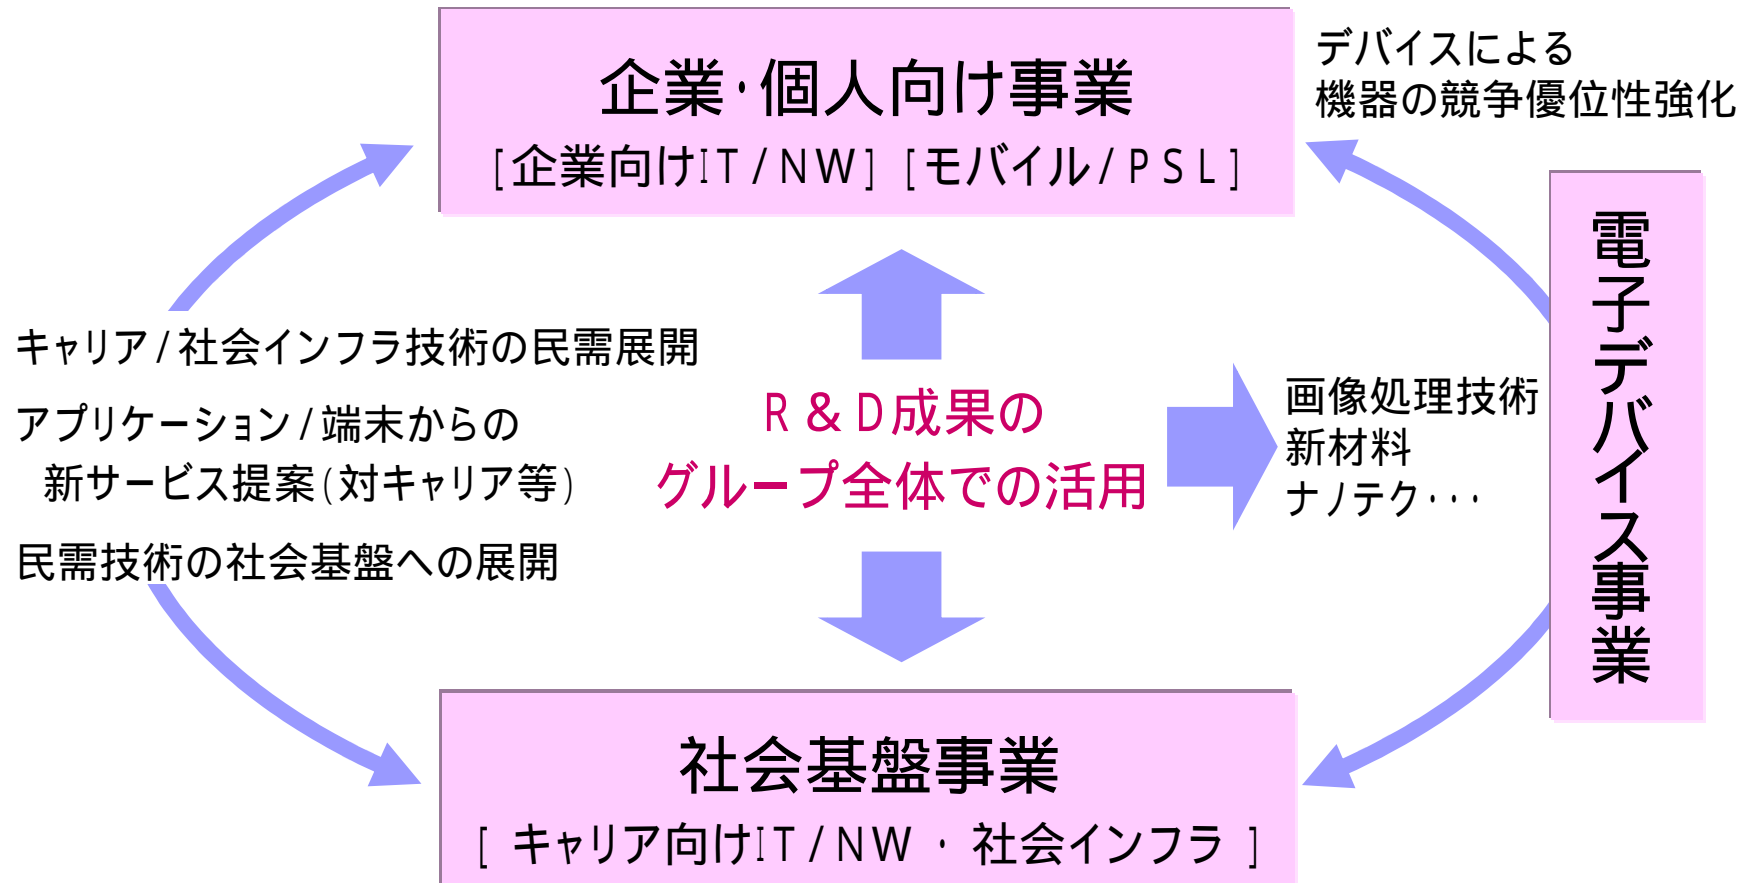 企業・個人向け事業
[企業向けIT/NW] [モバイル/PSL]
デバイスによる
機器の競争優位性強化
電子デバイス事業
キャリア/社会インフラ技術の民需展開
アプリケーション/端末からの
新サービス提案(対キャリア等)
民需技術の社会基盤への展開
R&D成果の
グループ全体での活用
画像処理技術
新材料
ナノテク・・・
社会基盤事業
[ キャリア向けIT/NW ・ 社会インフラ ]